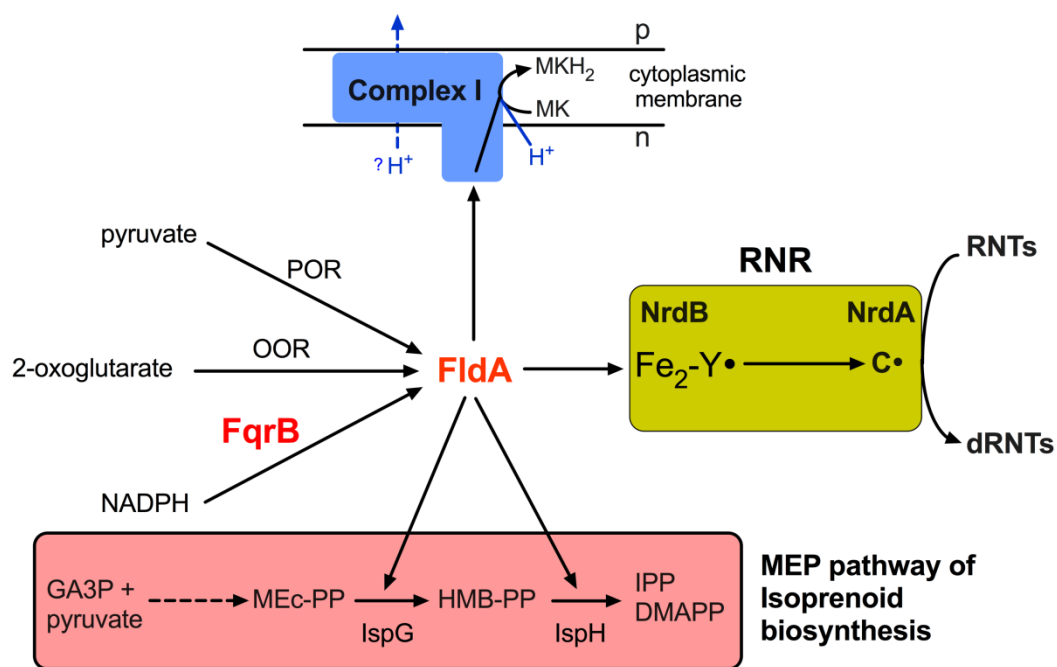 p
Complex I
MKH₂
MK
cytoplasmic
membrane
n
? H⁺
H⁺
pyruvate
POR
2-oxoglutarate
OOR
FldA
FqrB
NADPH
RNR
NrdB
NrdA
Fe₂-Y•
C•
RNTs
dRNTs
GA3P +
pyruvate
MEc-PP
IspG
HMB-PP
IspH
IPP
DMAPP
MEP pathway of
Isoprenoid
biosynthesis